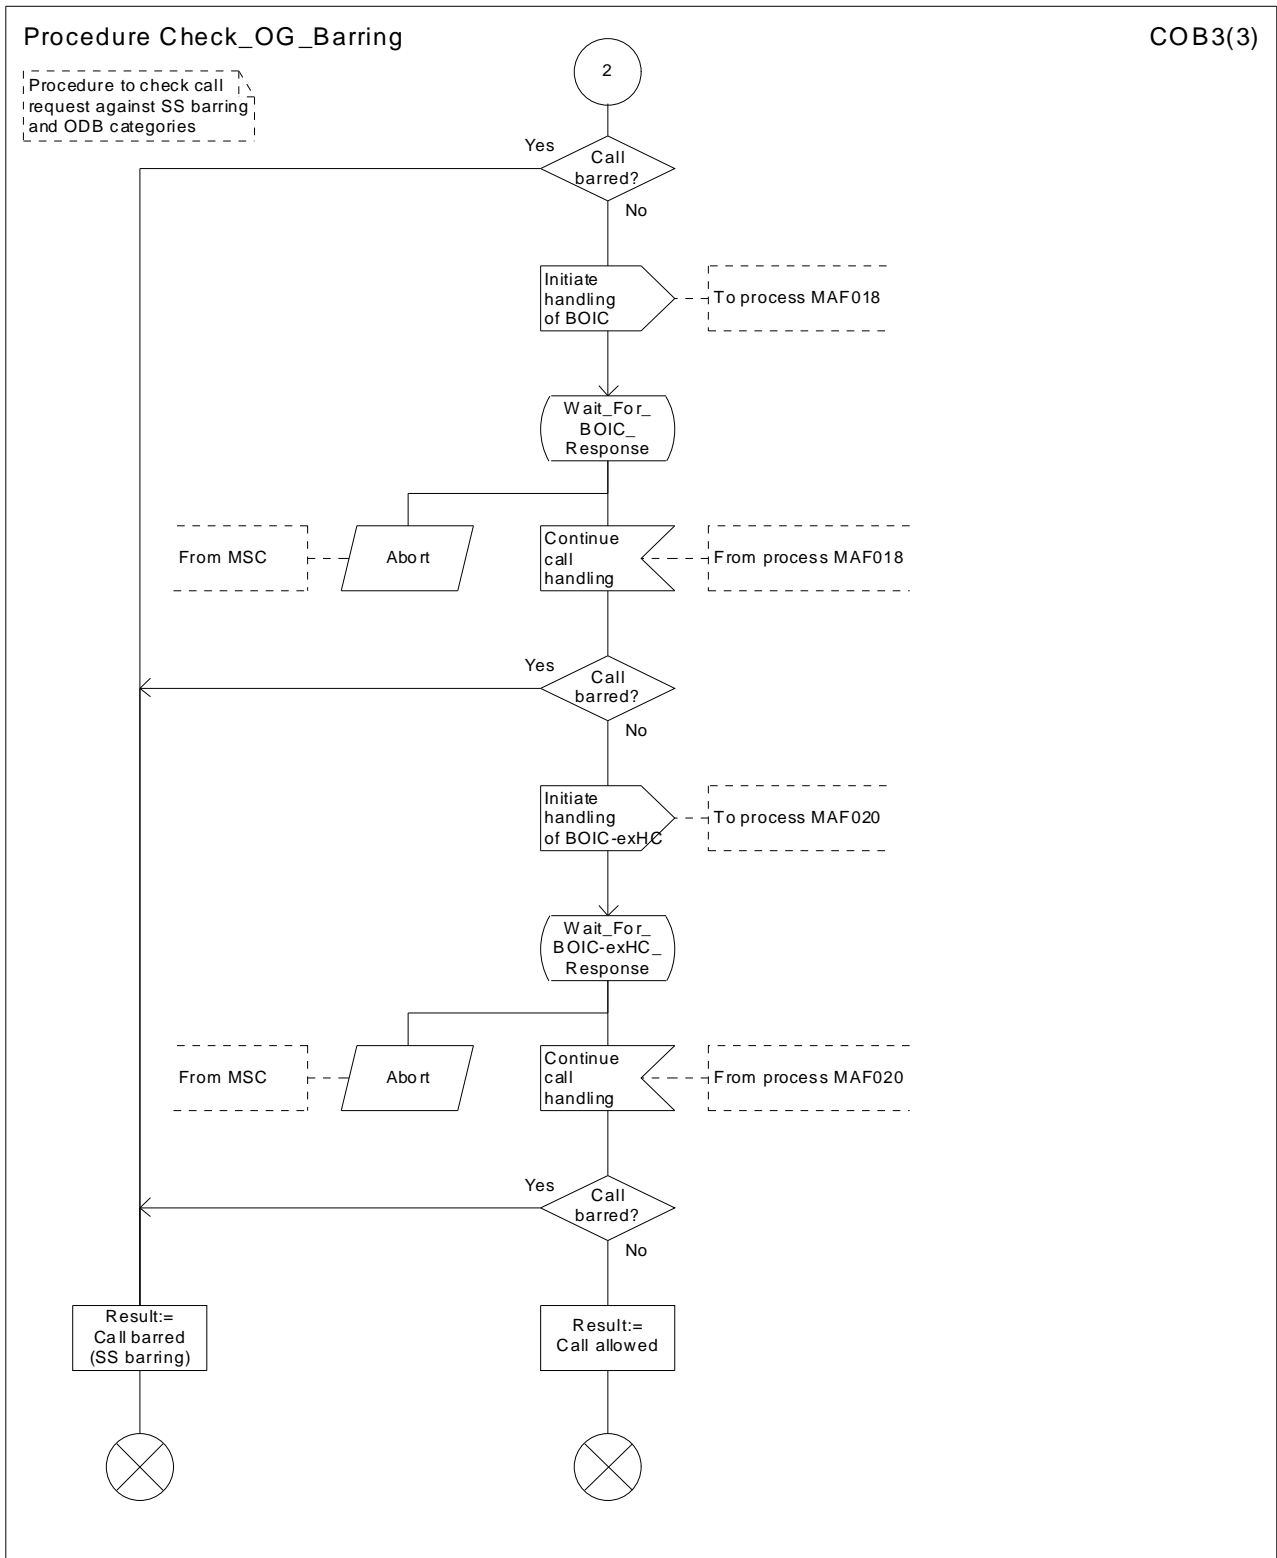 Procedure Check_OG_Barring
COB3(3)
Procedure to check call
request against SS barring
and ODB categories
2
Yes
Call
barred?
No
Initiate
handling
of BOIC
To process MAF018
Wait_For_
BOIC_
Response
From MSC
Abort
Continue
call
handling
From process MAF018
Yes
Call
barred?
No
Initiate
handling
of BOIC-exHC
To process MAF020
Wait_For_
BOIC-exHC_
Response
From MSC
Abort
Continue
call
handling
From process MAF020
Yes
Call
barred?
No
Result:=
Call barred
(SS barring)
Result:=
Call allowed